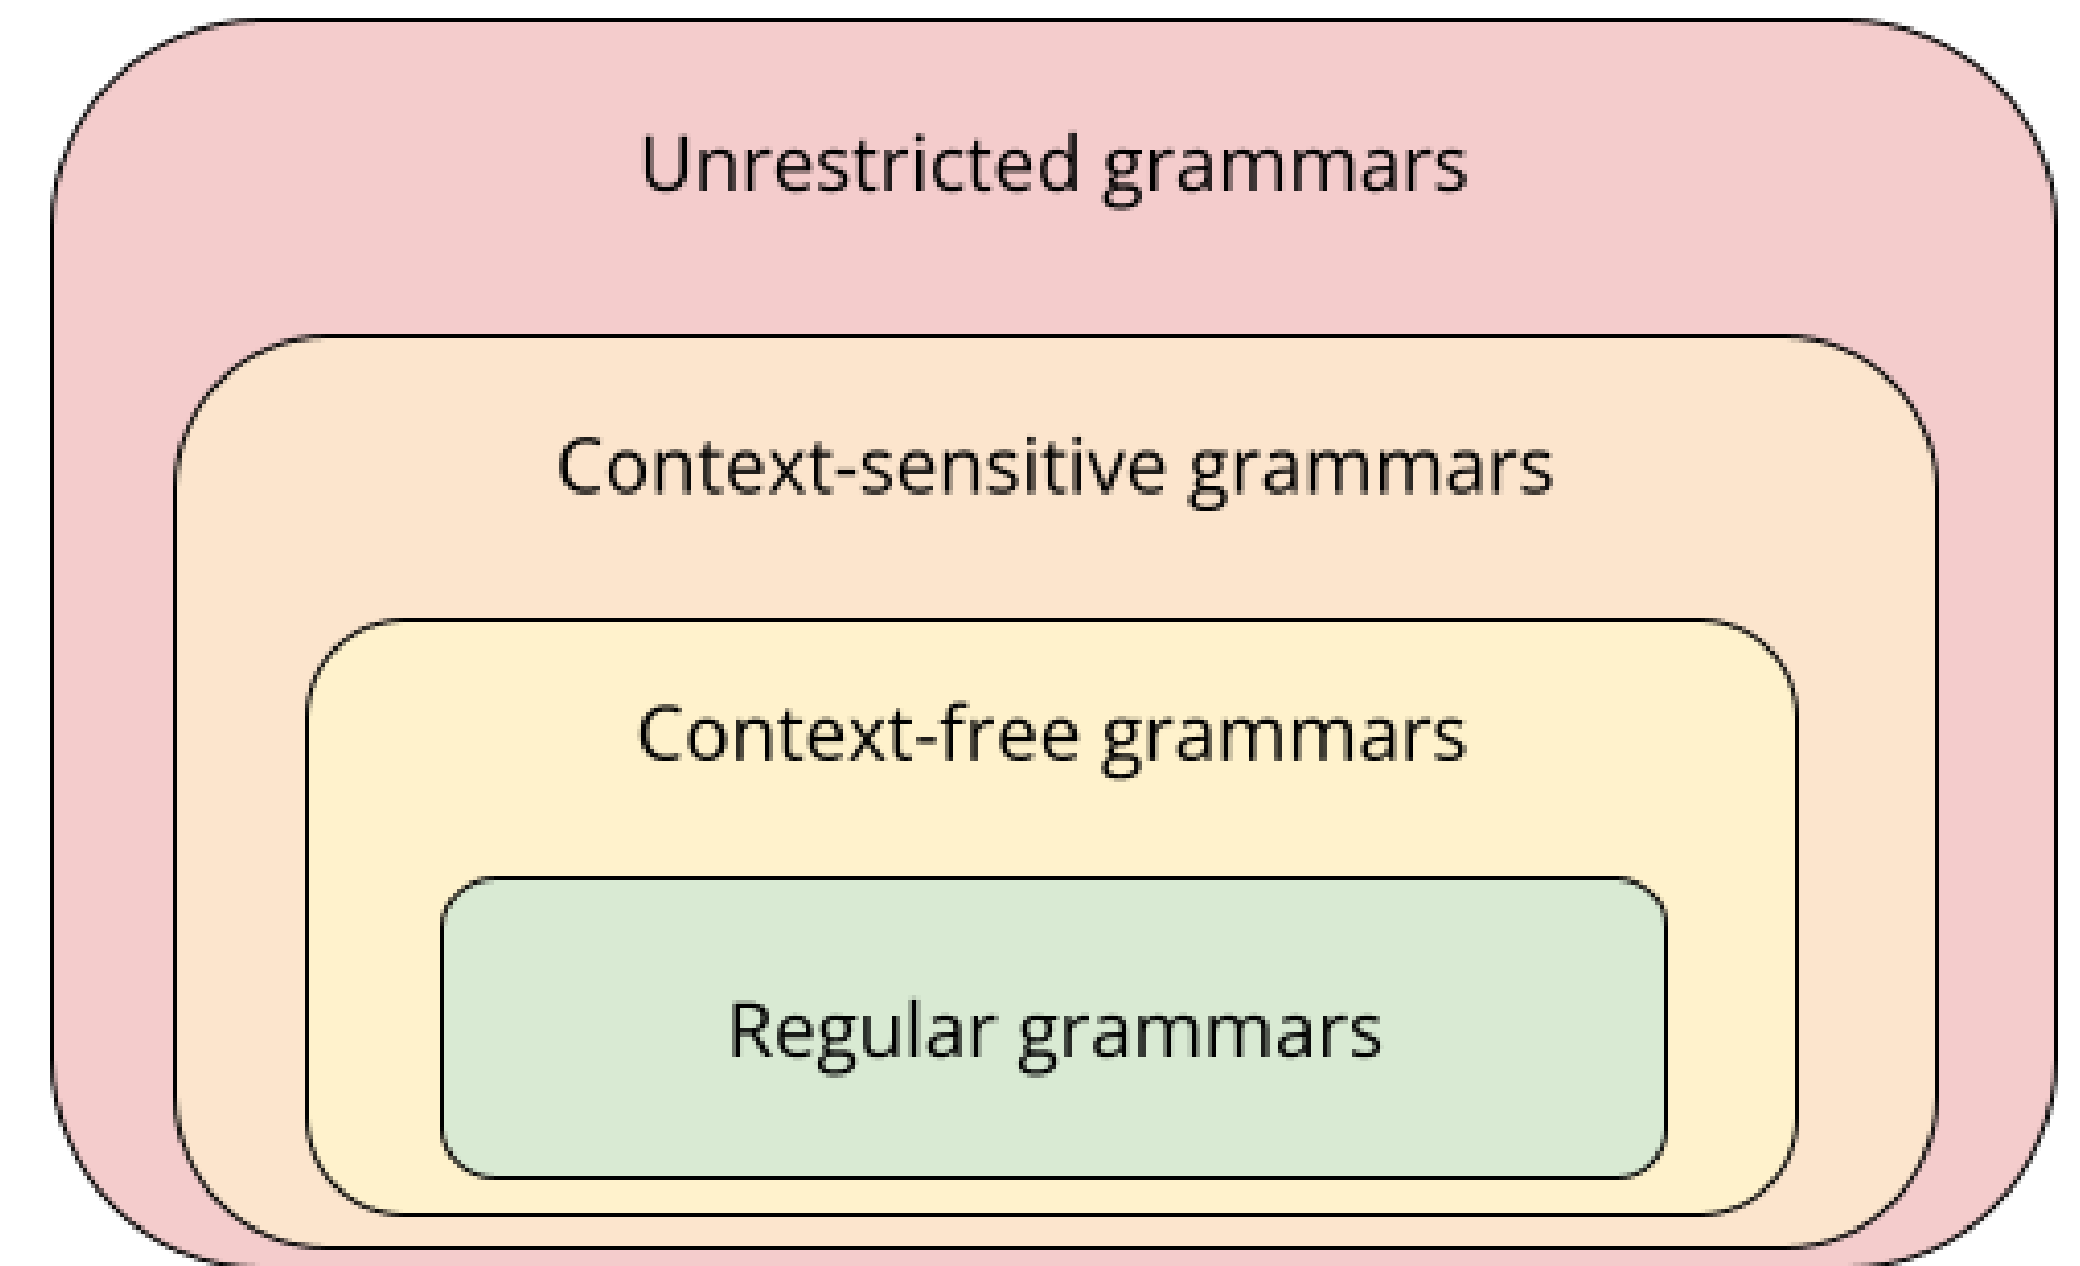 Unrestricted grammars
Context-sensitive grammars
Context-free grammars
Regular grammars